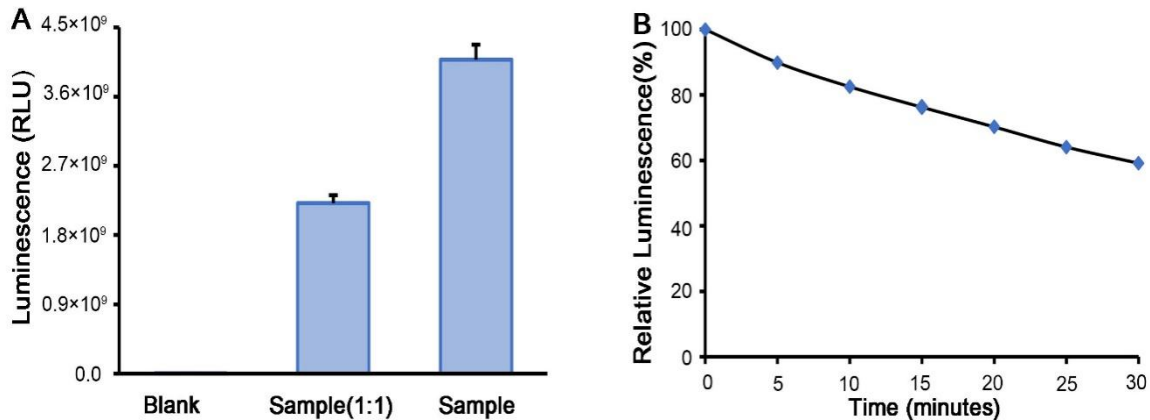 A
Luminescence (RLU)
4.5×10⁹
3.6×10⁹
2.7×10⁹
1.8×10⁹
0.9×10⁹
0.0
Blank
Sample(1:1)
Sample
B
Relative Luminescence(%)
100
80
60
40
20
0
0
5
10
15
20
25
30
Time (minutes)